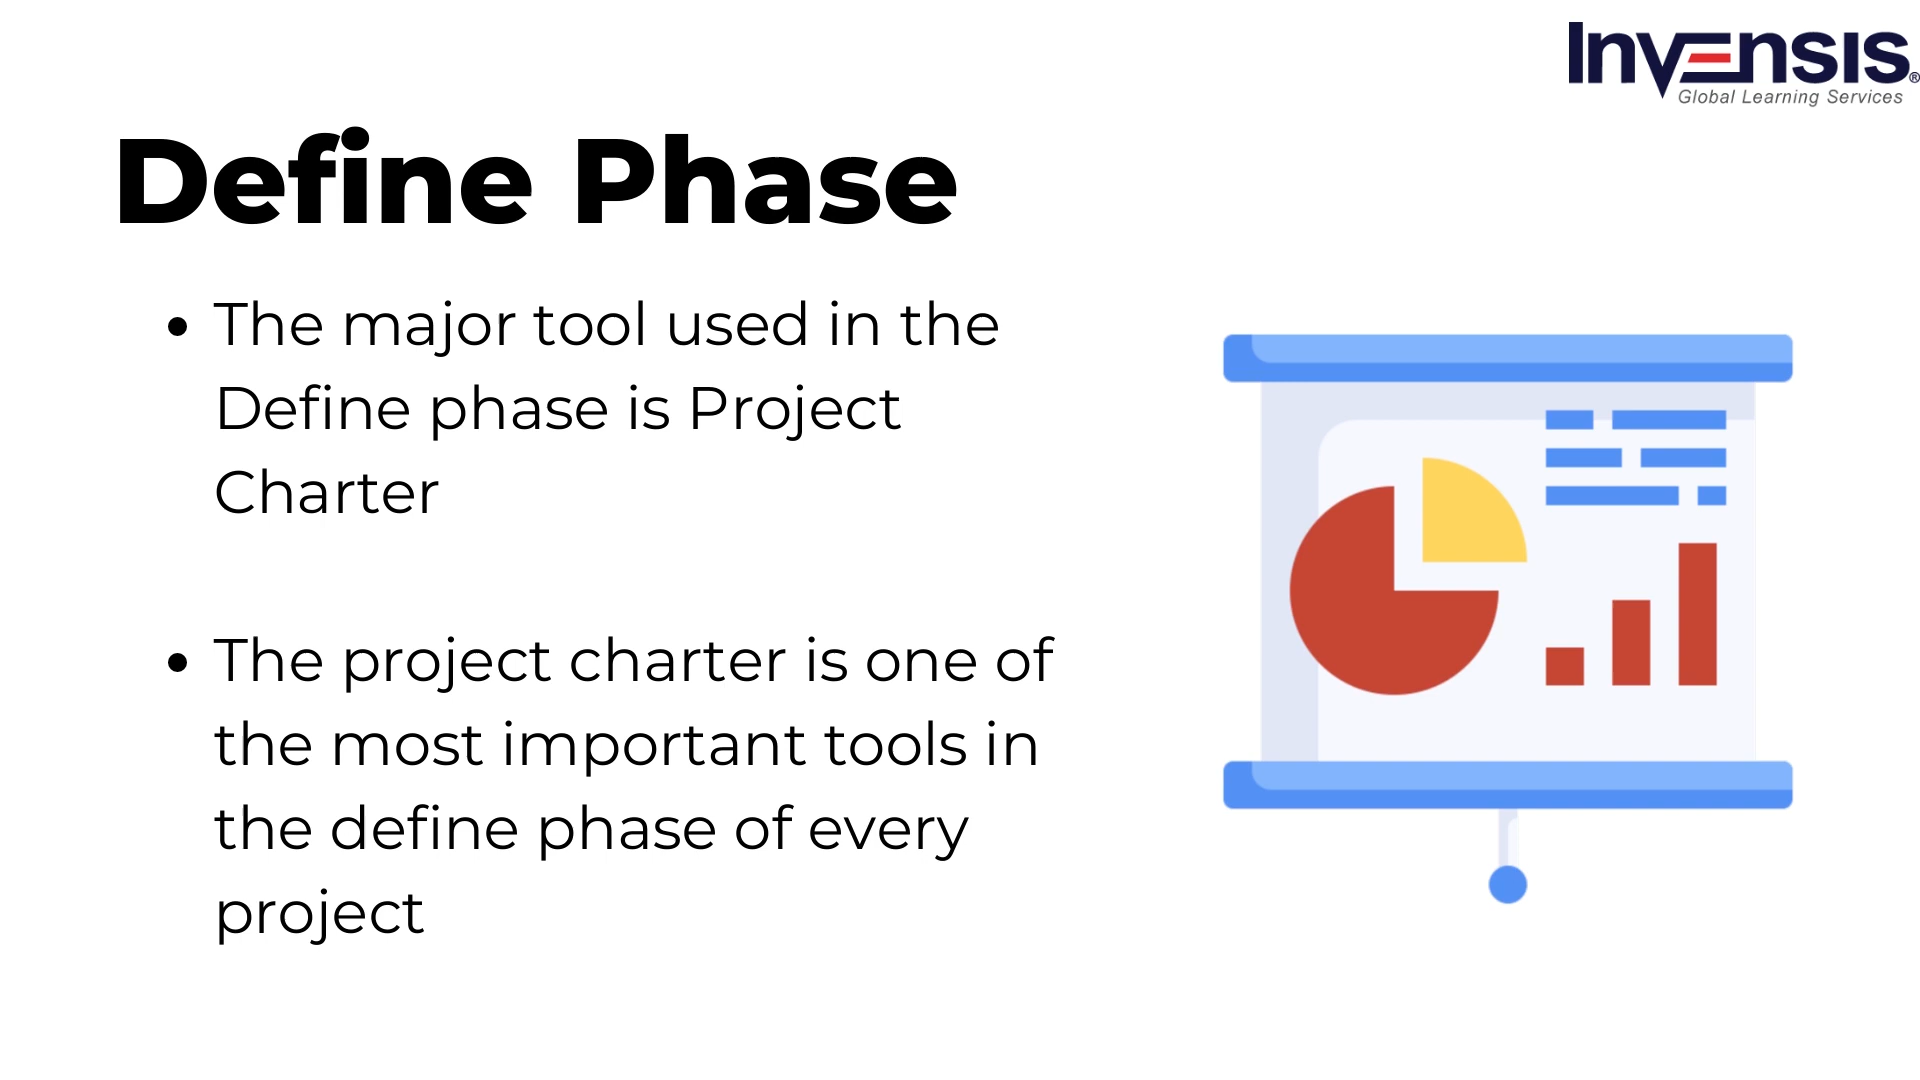 Invensis®
Global Learning Services
Define Phase
• The major tool used in the
Define phase is Project
Charter
• The project charter is one of
the most important tools in
the define phase of every
project